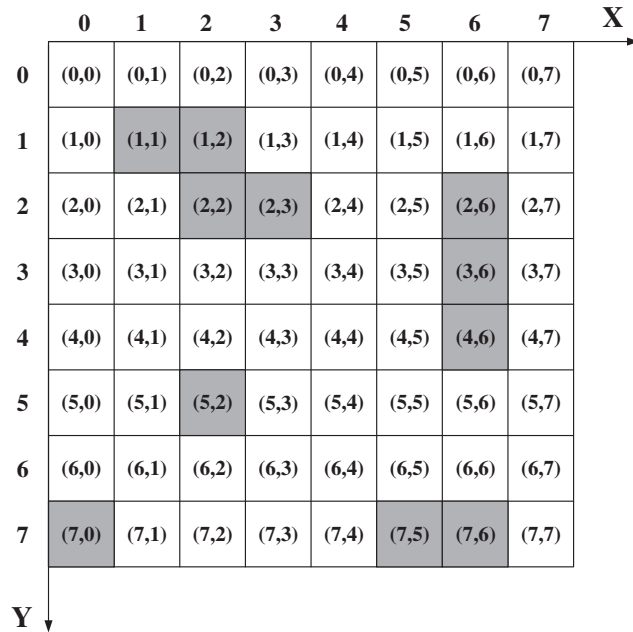 0 1 2 3 4 5 6 7 X
0 (0,0) (0,1) (0,2) (0,3) (0,4) (0,5) (0,6) (0,7)
1 (1,0) (1,1) (1,2) (1,3) (1,4) (1,5) (1,6) (1,7)
2 (2,0) (2,1) (2,2) (2,3) (2,4) (2,5) (2,6) (2,7)
3 (3,0) (3,1) (3,2) (3,3) (3,4) (3,5) (3,6) (3,7)
4 (4,0) (4,1) (4,2) (4,3) (4,4) (4,5) (4,6) (4,7)
5 (5,0) (5,1) (5,2) (5,3) (5,4) (5,5) (5,6) (5,7)
6 (6,0) (6,1) (6,2) (6,3) (6,4) (6,5) (6,6) (6,7)
7 (7,0) (7,1) (7,2) (7,3) (7,4) (7,5) (7,6) (7,7)
Y